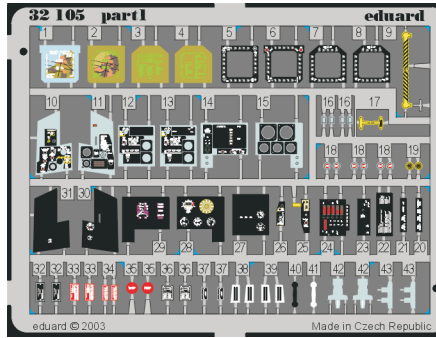 32 105 part1 eduard
1 2 3 4 5 6 7 8 9
10 11 12 13 14 15 16 16 17
18 18 18 18 19
31 30 29 28 27 26 25 24 23 22 21 20
32 32 33 33 34 34 35 35 36 36 37 37 38 39 40 41 42 42 43 43
eduard © 2003 Made in Czech Republic